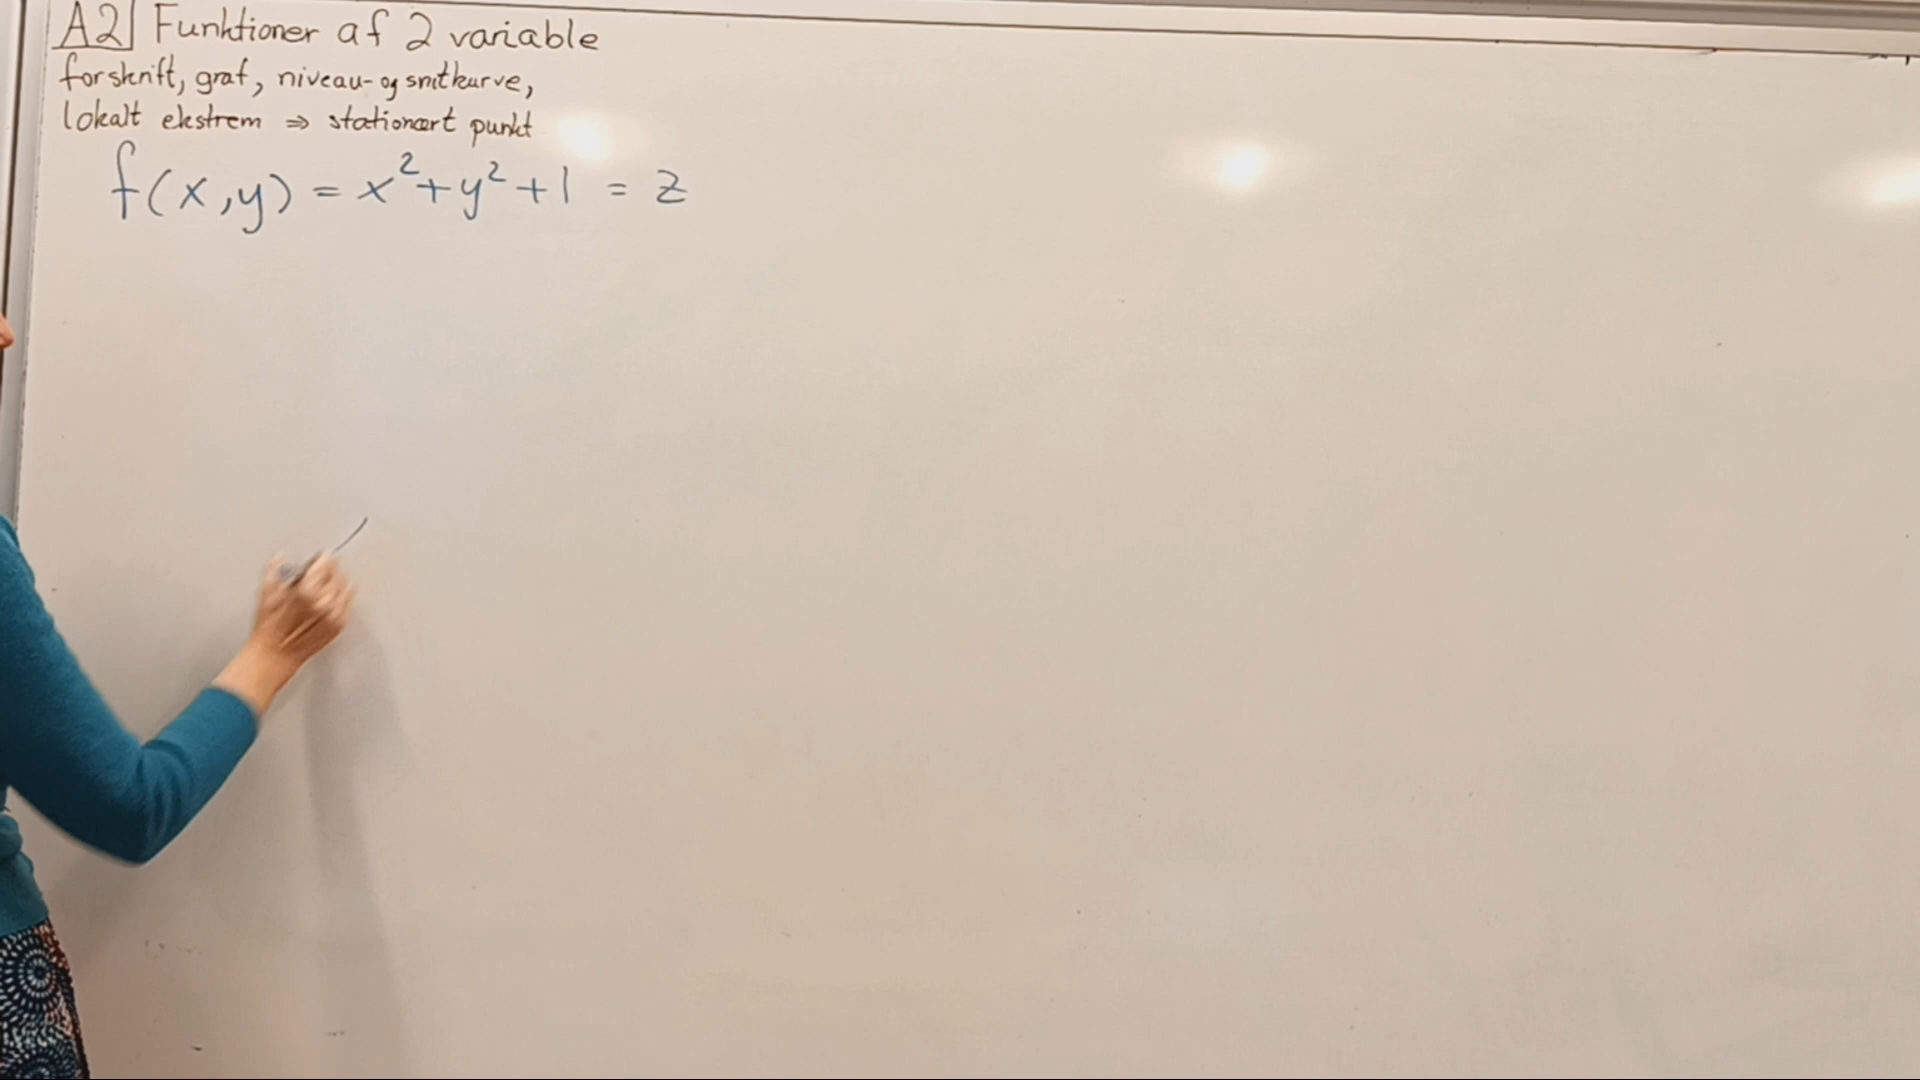 A2 Funktioner af 2 variable
forskrift, graf, niveau- og snitkurve,
lokalt ekstrem ⇒ stationært punkt
f(x,y) = x²+y²+1 = z